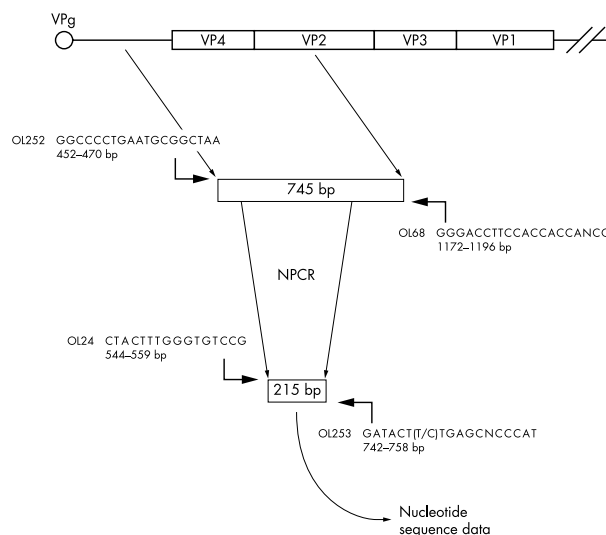 VPg
VP4 VP2 VP3 VP1
OL252 GGCCCCTGAATGCGGCTAA
452–470 bp
745 bp
OL68 GGGACCTTCCACCACCANCC
1172–1196 bp
NPCR
OL24 CTACTTTGGGTGTCCG
544–559 bp
215 bp
OL253 GATACT(T/C)TGAGCNCCCAT
742–758 bp
Nucleotide
sequence data